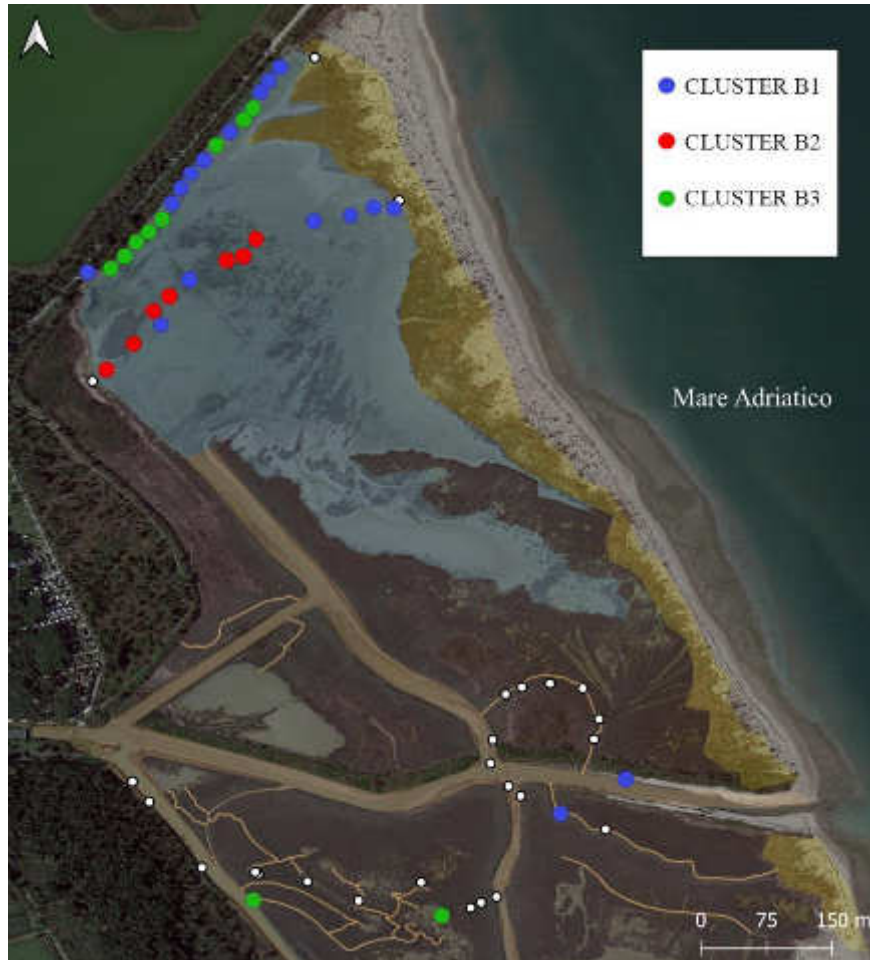 CLUSTER B1
CLUSTER B2
CLUSTER B3
Mare Adriatico
0 75 150 m